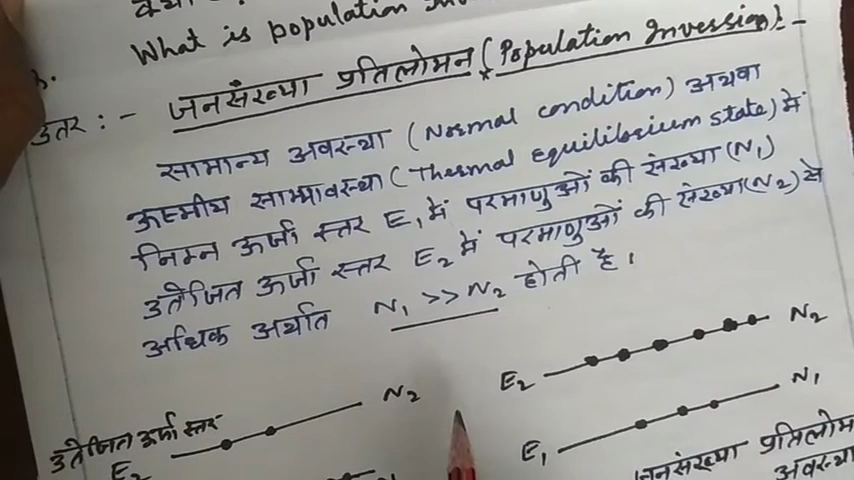 What is population
उतर :- जनसंख्या प्रतिलोमन (Population Inversion):-
सामान्य अवस्था (Normal condition) अथवा
ऊष्मीय साम्यावस्था (Thermal Equilibrium state) में
निम्न ऊर्जा स्तर E₁ में परमाणुओं की संख्या (N₁)
उतेजित ऊर्जा स्तर E₂ में परमाणुओं की संख्या (N₂) से
अधिक अर्थात N₁ >> N₂ होती है।
E₂ N₂
E₁ N₁
जनसंख्या प्रतिलोम
अवस्था
उतेजित ऊर्जा स्तर N₂
E₂